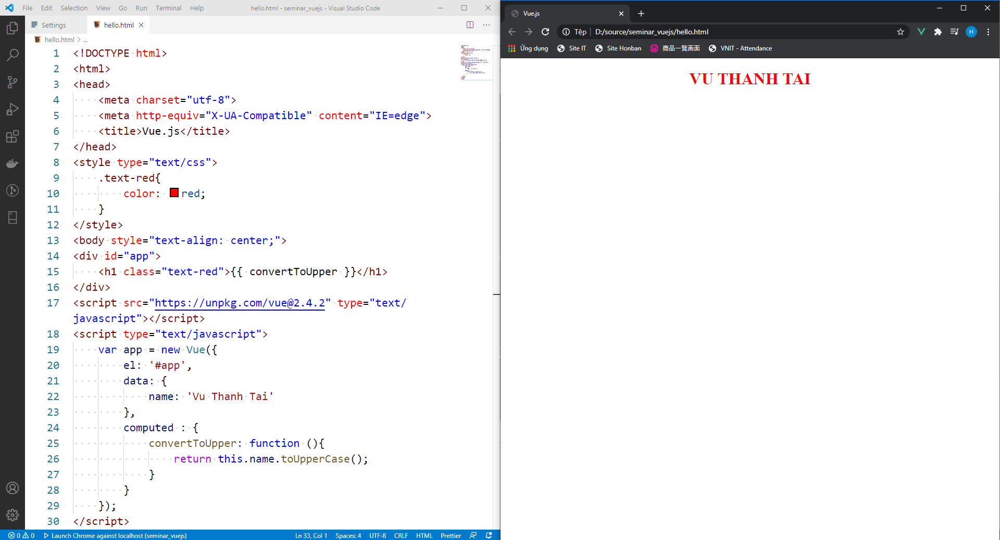 File Edit Selection View Go Run Terminal Help hello.html - seminar_vuejs - Visual Studio Code
Settings hello.html
hello.html > ...
1 <!DOCTYPE html>
2 <html>
3 <head>
4 <meta charset="utf-8">
5 <meta http-equiv="X-UA-Compatible" content="IE=edge">
6 <title>Vue.js</title>
7 </head>
8 <style type="text/css">
9 .text-red{
10 color: red;
11 }
12 </style>
13 <body style="text-align: center;">
14 <div id="app">
15 <h1 class="text-red">{{ convertToUpper }}</h1>
16 </div>
17 <script src="https://unpkg.com/vue@2.4.2" type="text/
javascript"></script>
18 <script type="text/javascript">
19 var app = new Vue({
20 el: '#app',
21 data: {
22 name: 'Vu Thanh Tai'
23 },
24 computed : {
25 convertToUpper: function (){
26 return this.name.toUpperCase();
27 }
28 }
29 });
30 </script>
0 0 Launch Chrome against localhost (seminar_vuejs) Ln 33, Col 1 Spaces: 4 UTF-8 CRLF HTML Prettier
Vue.js
Tệp D:/source/seminar_vuejs/hello.html H
Ứng dụng Site IT Site Honban 商品一覧画面 VNIT - Attendance
VU THANH TAI